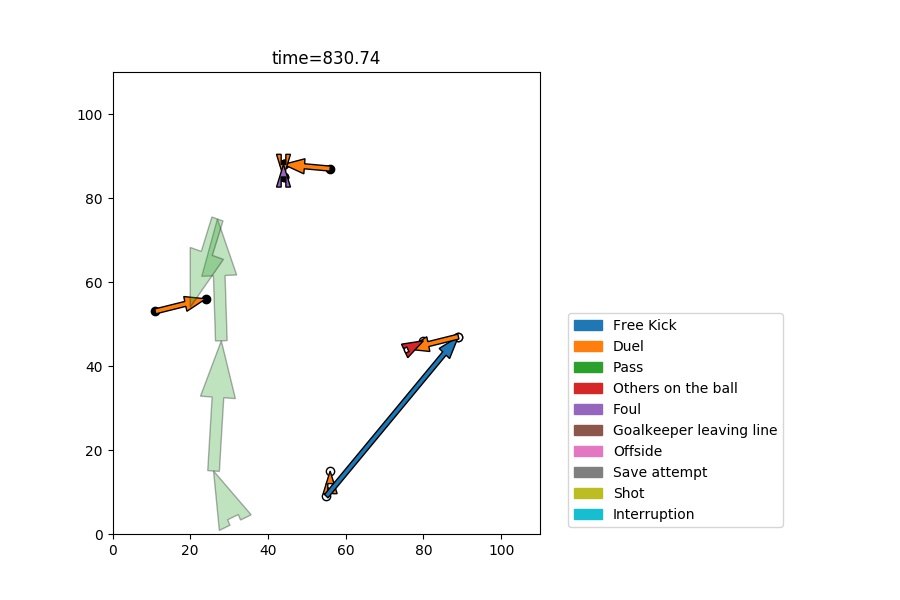 time=830.74
100
80
60
40
20
0
0 20 40 60 80 100
Free Kick
Duel
Pass
Others on the ball
Foul
Goalkeeper leaving line
Offside
Save attempt
Shot
Interruption